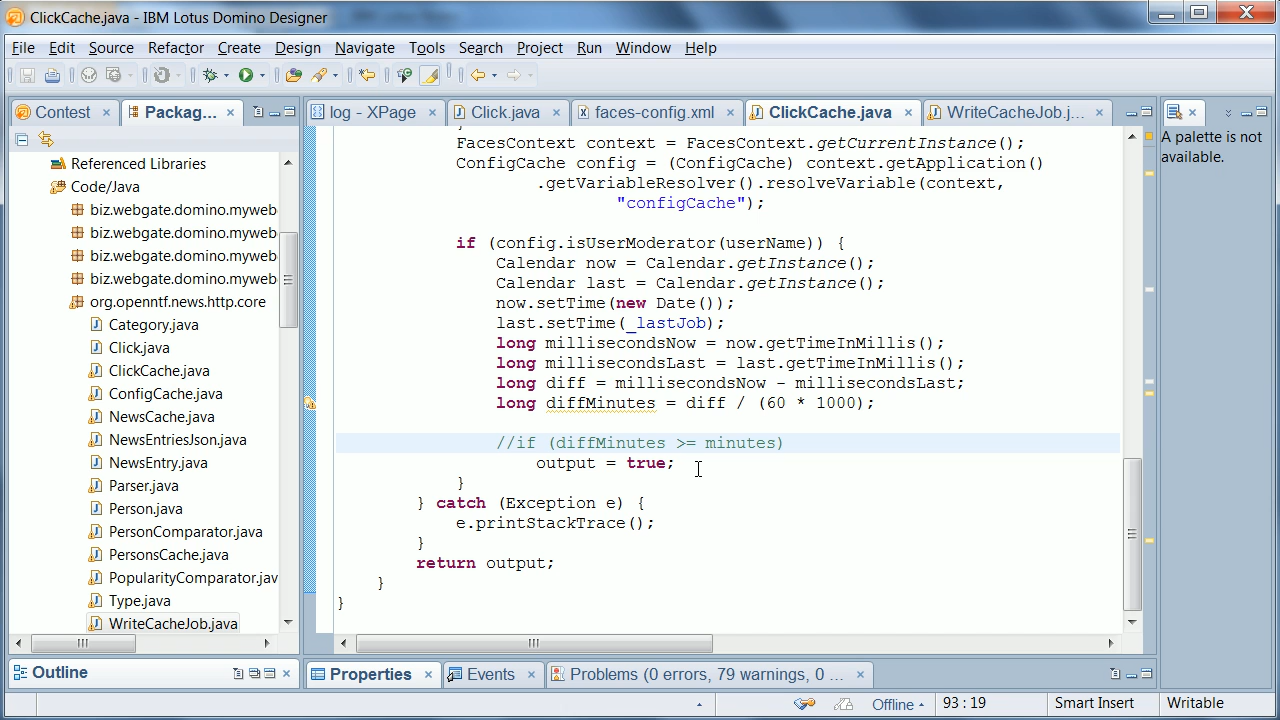 ClickCache.java - IBM Lotus Domino Designer
File Edit Source Refactor Create Design Navigate Tools Search Project Run Window Help
Contest Packag... log - XPage Click.java faces-config.xml ClickCache.java WriteCacheJob.j...
A palette is not
available.
Referenced Libraries
Code/Java
biz.webgate.domino.myweb
biz.webgate.domino.myweb
biz.webgate.domino.myweb
biz.webgate.domino.myweb
org.openntf.news.http.core
Category.java
Click.java
ClickCache.java
ConfigCache.java
NewsCache.java
NewsEntriesJson.java
NewsEntry.java
Parser.java
Person.java
PersonComparator.java
PersonsCache.java
PopularityComparator.jav
Type.java
WriteCacheJob.java
FacesContext context = FacesContext.getCurrentInstance();
ConfigCache config = (ConfigCache) context.getApplication()
.getVariableResolver().resolveVariable(context,
"configCache");
if (config.isUserModerator(userName)) {
Calendar now = Calendar.getInstance();
Calendar last = Calendar.getInstance();
now.setTime(new Date());
last.setTime(_lastJob);
long millisecondsNow = now.getTimeInMillis();
long millisecondsLast = last.getTimeInMillis();
long diff = millisecondsNow - millisecondsLast;
long diffMinutes = diff / (60 * 1000);
//if (diffMinutes >= minutes)
output = true;
}
} catch (Exception e) {
e.printStackTrace();
}
return output;
}
}
Outline
Properties Events Problems (0 errors, 79 warnings, 0 ...
Offline 93 : 19 Smart Insert Writable